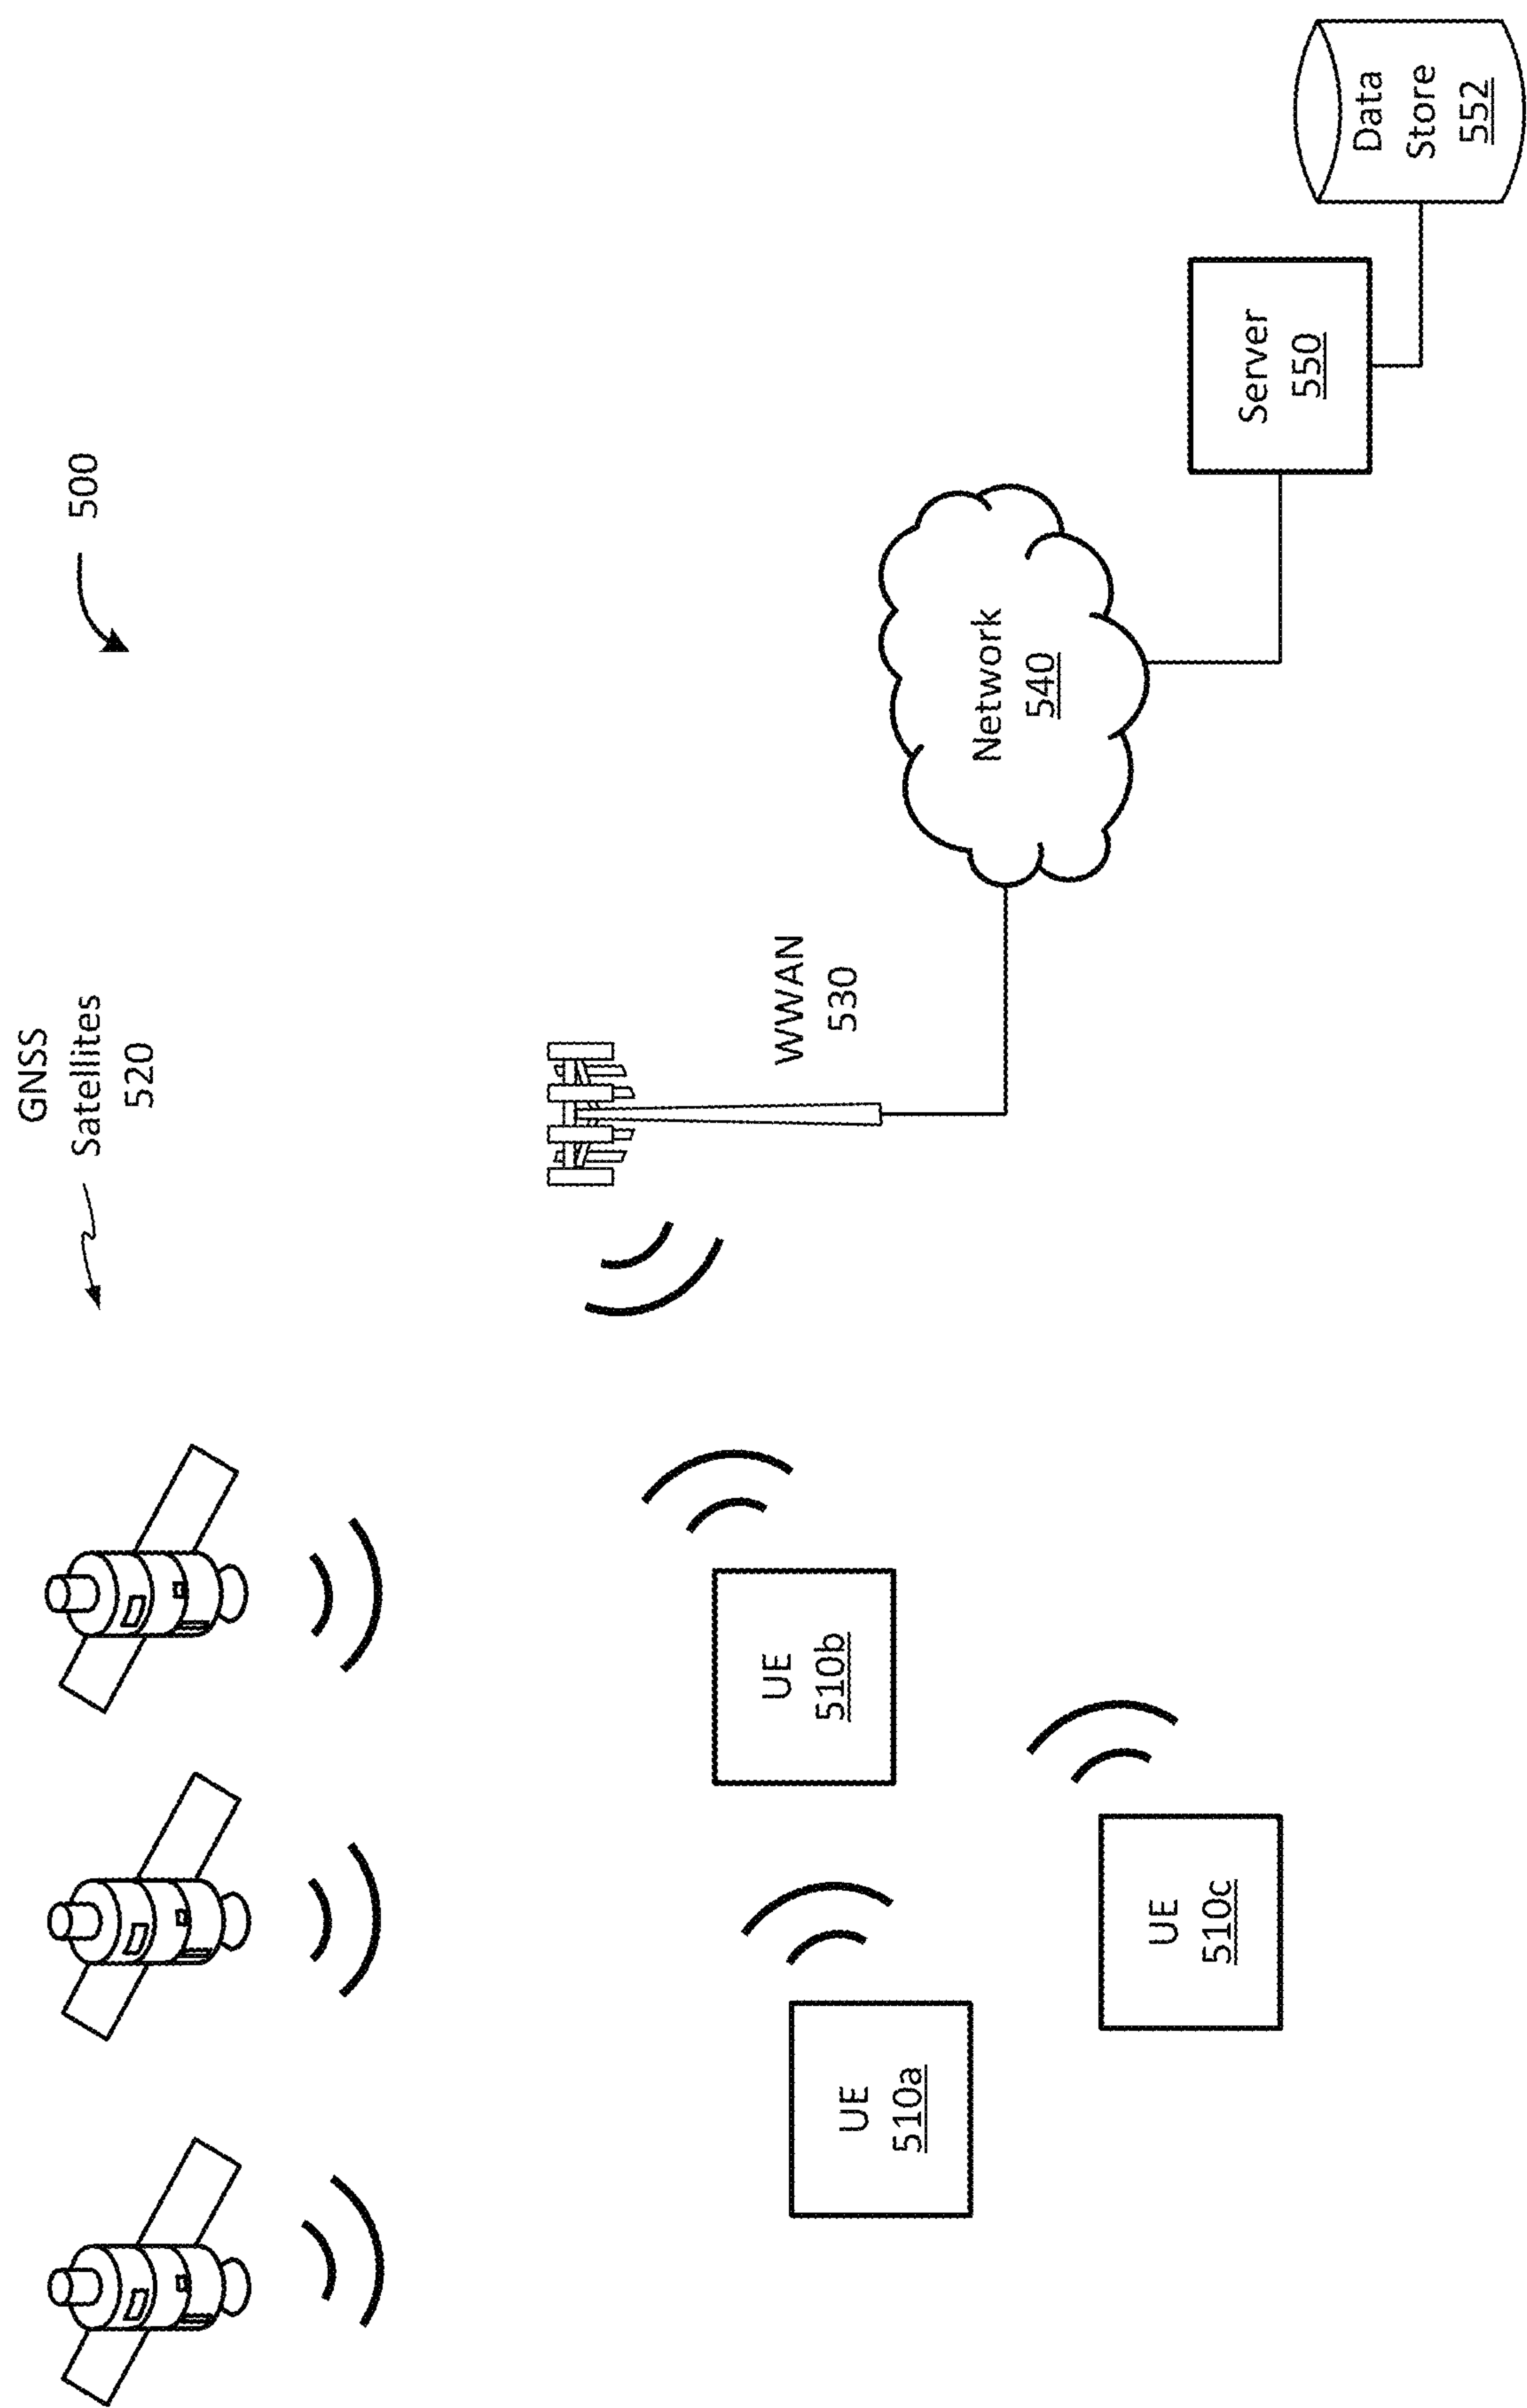 GNSS
Satellites
520
500
WWAN
530
Network
540
Server
550
Data
Store
552
UE
510a
UE
510b
UE
510c